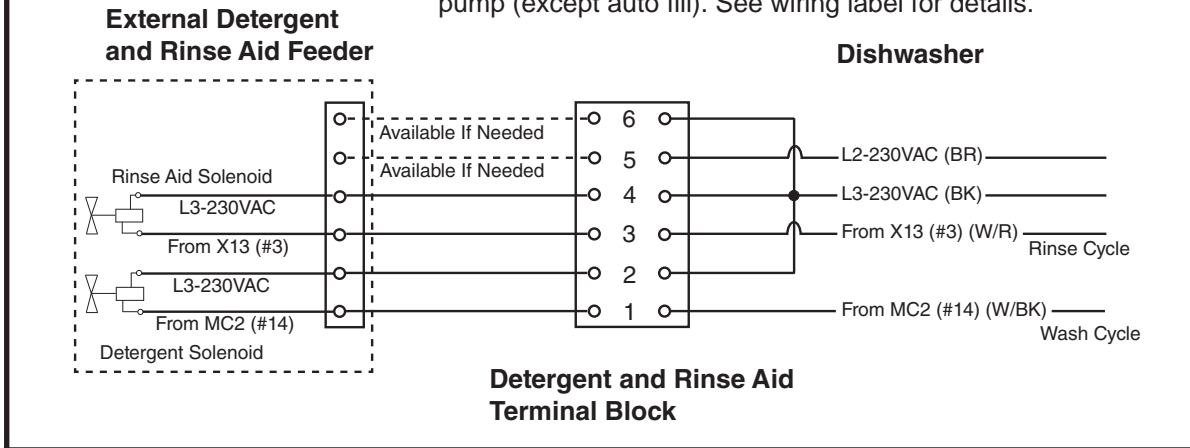 pump (except auto fill). See wiring label for details.
External Detergent
and Rinse Aid Feeder
Dishwasher
Available If Needed
6
Available If Needed
5
L2-230VAC (BR)
Rinse Aid Solenoid
L3-230VAC
4
L3-230VAC (BK)
From X13 (#3)
3
From X13 (#3) (W/R)
Rinse Cycle
L3-230VAC
2
From MC2 (#14)
1
From MC2 (#14) (W/BK)
Wash Cycle
Detergent Solenoid
Detergent and Rinse Aid
Terminal Block